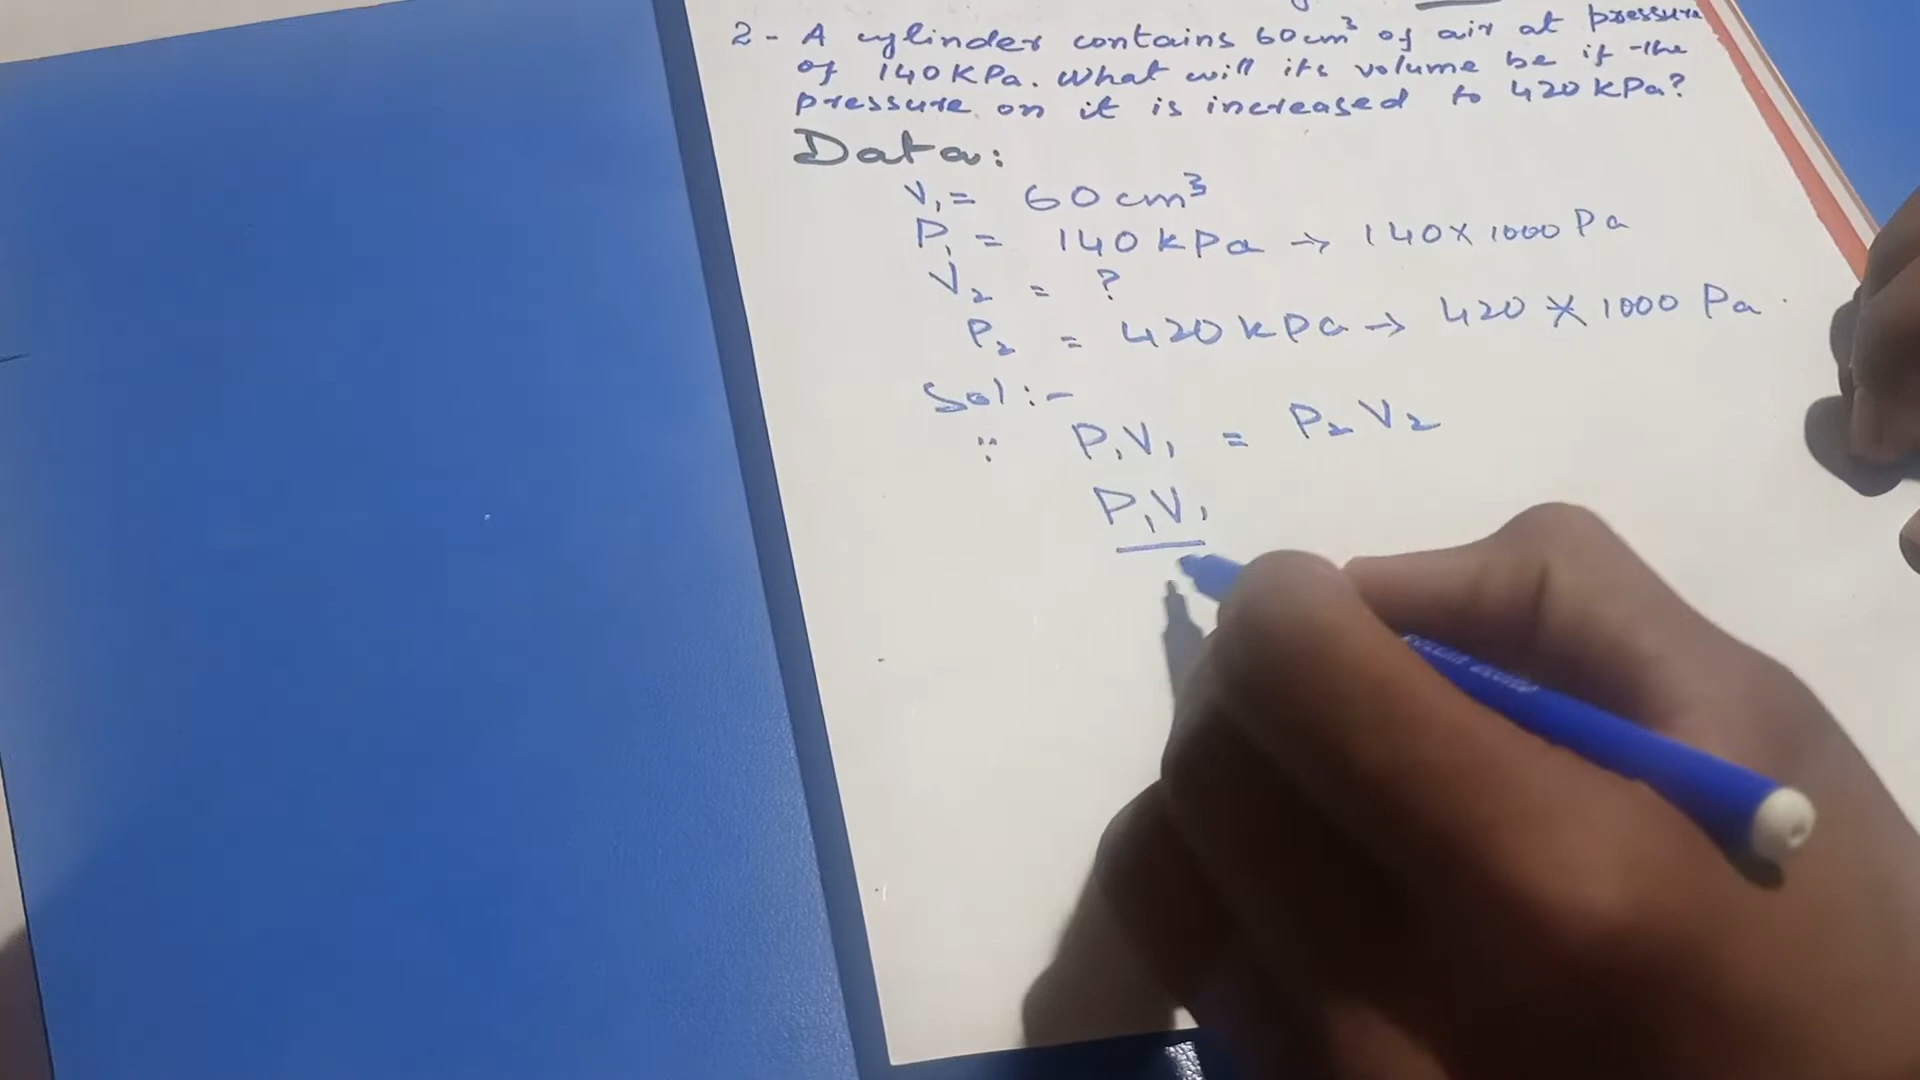 2- A cylinder contains 60cm³ of air at pressure
of 140KPa. What will its volume be if the
pressure on it is increased to 420 KPa?
Data:
V₁ = 60 cm³
P₁ = 140 kPa → 140 × 1000 Pa
V₂ = ?
P₂ = 420 kPa → 420 × 1000 Pa
Sol :-
∵ P₁V₁ = P₂V₂
P₁V₁